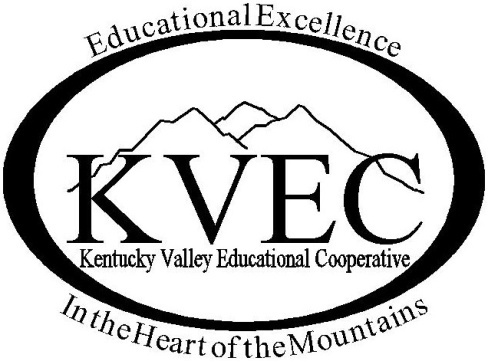 Educational Excellence
KVEC
Kentucky Valley Educational Cooperative
In the Heart of the Mountains